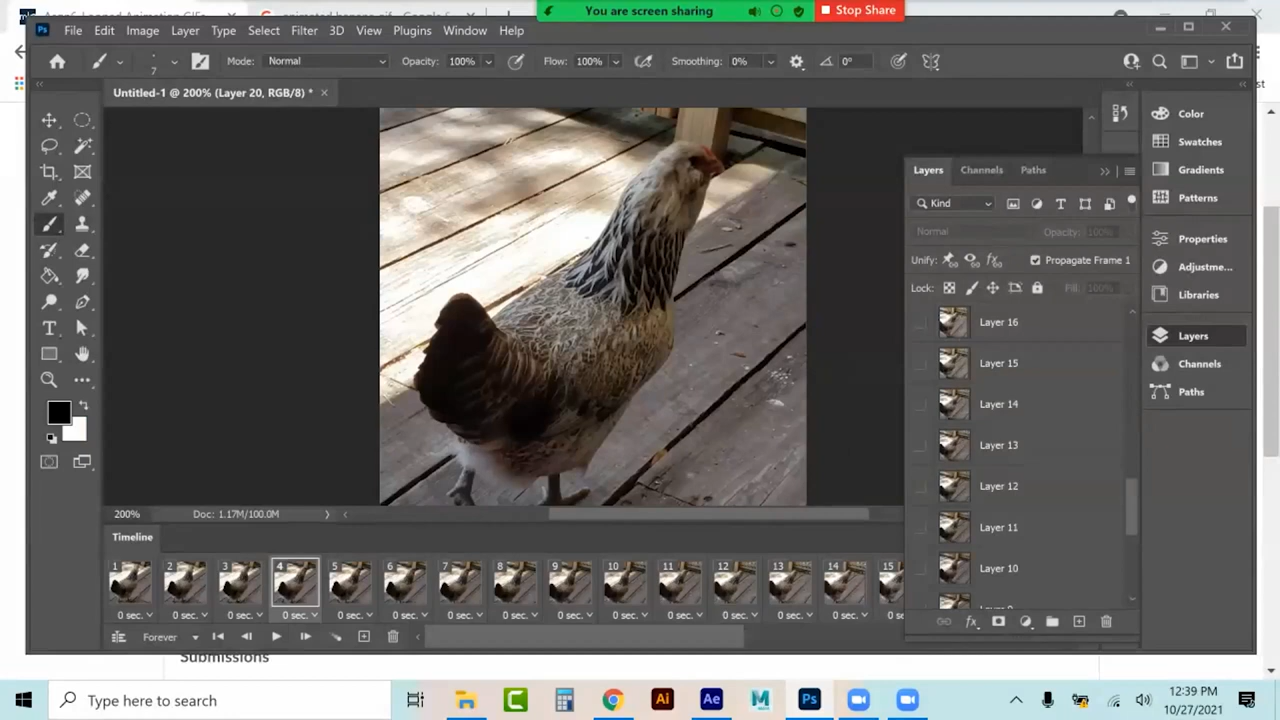 You are screen sharing
Stop Share
Ps File Edit Image Layer Type Select Filter 3D View Plugins Window Help
7 Mode: Normal Opacity: 100% Flow: 100% Smoothing: 0% 0°
Untitled-1 @ 200% (Layer 20, RGB/8) *
Color
Swatches
Gradients
Patterns
Properties
Adjustme...
Libraries
Layers
Channels
Paths
Layers Channels Paths
Kind
Normal Opacity: 100%
Unify: Propagate Frame 1
Lock: Fill: 100%
Layer 16
Layer 15
Layer 14
Layer 13
Layer 12
Layer 11
Layer 10
200% Doc: 1.17M/100.0M
Timeline
1 2 3 4 5 6 7 8 9 10 11 12 13 14 15
0 sec. 0 sec. 0 sec. 0 sec. 0 sec. 0 sec. 0 sec. 0 sec. 0 sec. 0 sec. 0 sec. 0 sec. 0 sec. 0 sec. 0 sec.
Forever
Submissions
Type here to search
Ai Ae M Ps
12:39 PM
10/27/2021